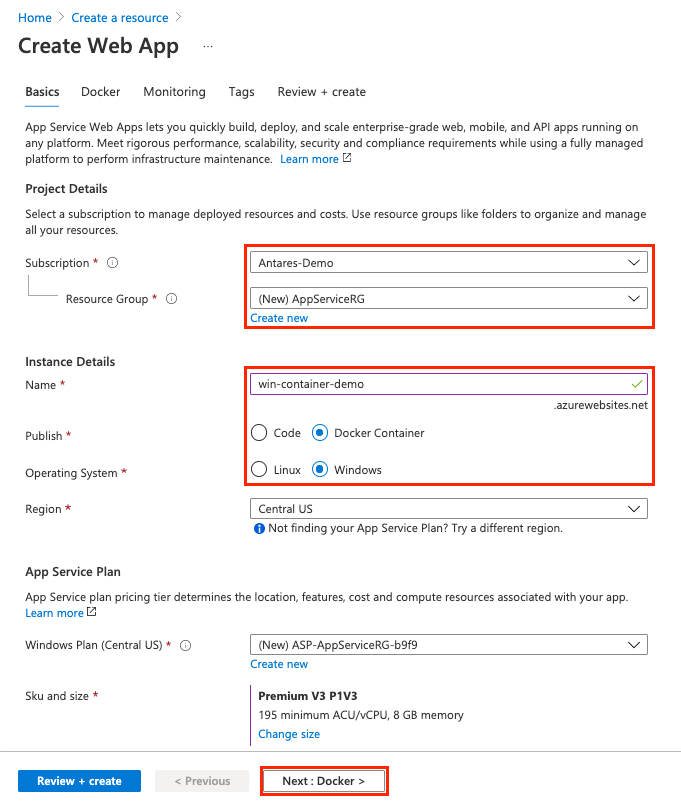 Home > Create a resource >
Create Web App ...
Basics Docker Monitoring Tags Review + create
App Service Web Apps lets you quickly build, deploy, and scale enterprise-grade web, mobile, and API apps running on
any platform. Meet rigorous performance, scalability, security and compliance requirements while using a fully managed
platform to perform infrastructure maintenance. Learn more
Project Details
Select a subscription to manage deployed resources and costs. Use resource groups like folders to organize and manage
all your resources.
Subscription * Antares-Demo
Resource Group * (New) AppServiceRG
Create new
Instance Details
Name * win-container-demo
.azurewebsites.net
Publish * Code Docker Container
Operating System * Linux Windows
Region * Central US
Not finding your App Service Plan? Try a different region.
App Service Plan
App Service plan pricing tier determines the location, features, cost and compute resources associated with your app.
Learn more
Windows Plan (Central US) * (New) ASP-AppServiceRG-b9f9
Create new
Sku and size * Premium V3 P1V3
195 minimum ACU/vCPU, 8 GB memory
Change size
Review + create < Previous Next : Docker >